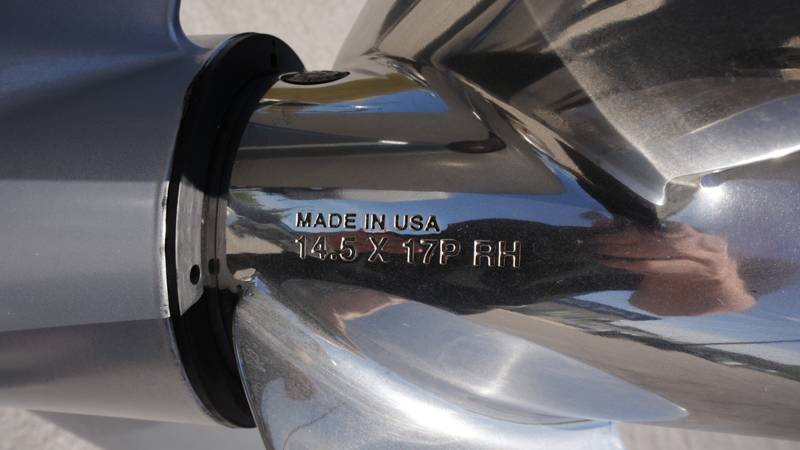 MADE IN USA
14.5 X 17P RH